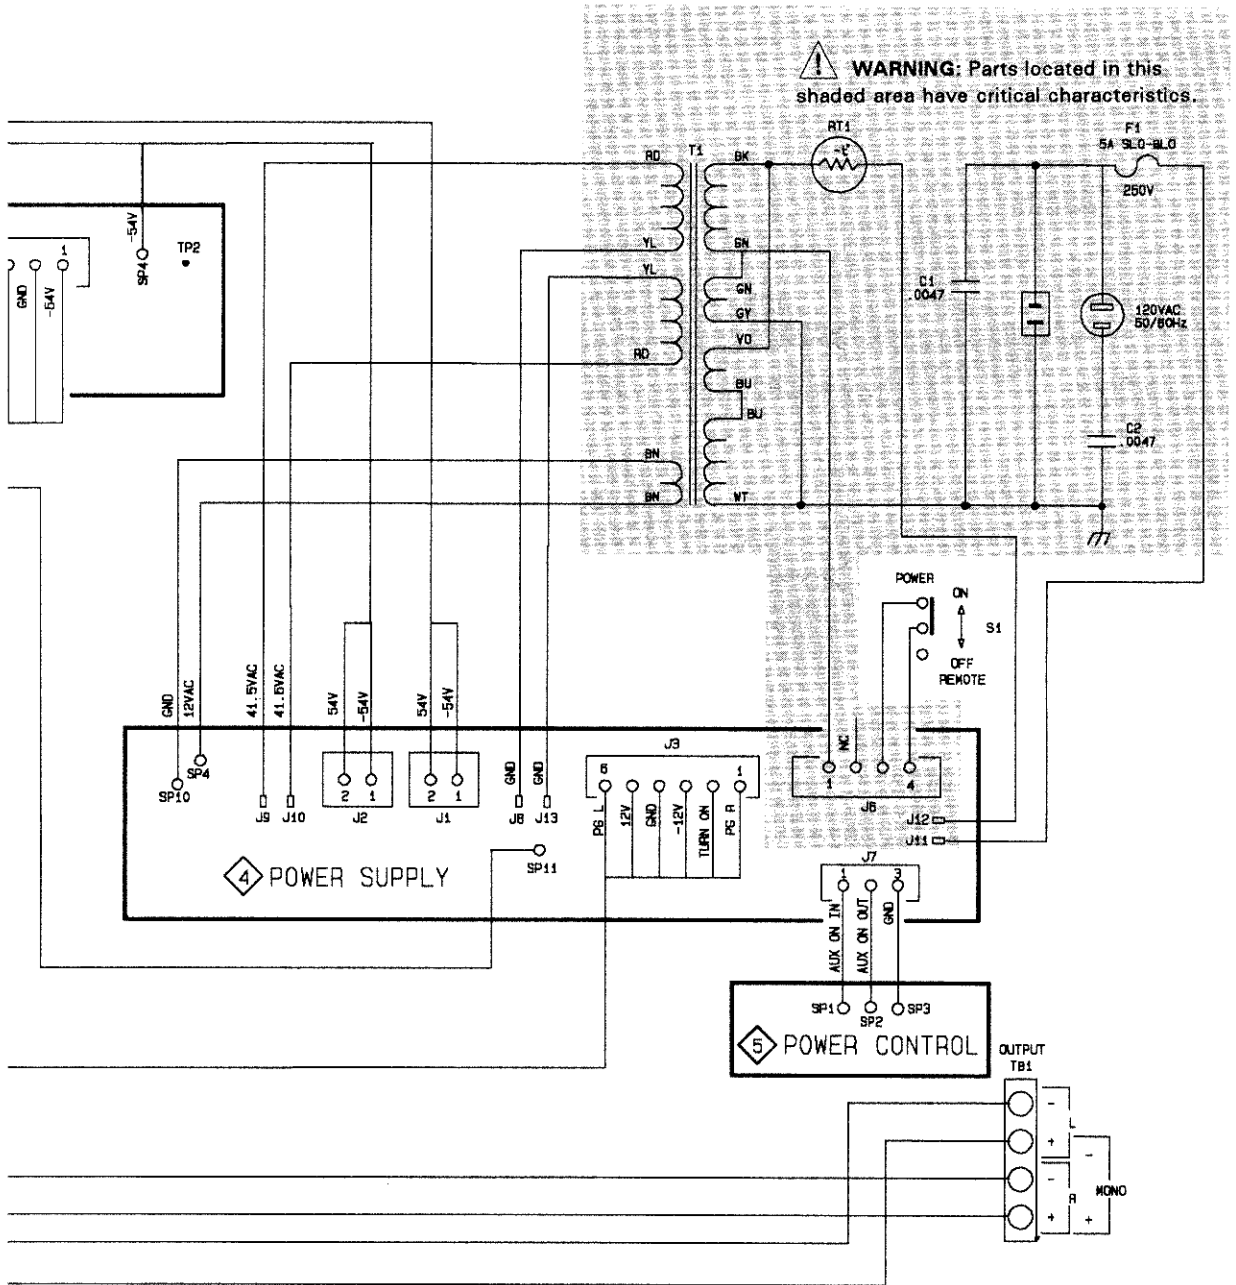 WARNING: Parts located in this
shaded area have critical characteristics.
RT1
-t°
F1
5A SLO-BLO
250V
T1
RD
BK
YL
GN
YL
GN
GY
RD
VO
BU
BU
BN
BN
WT
C1
.0047
120VAC
50/60Hz
C2
.0047
-54V
SP4
TP2
1
GND
-54V
POWER
ON
S1
OFF
REMOTE
GND
12VAC
41.5VAC
41.5VAC
54V
-54V
54V
-54V
GND
GND
NC
SP10
SP4
J9
J10
2 1
J2
2 1
J1
J8
J13
J3
6 1
PG L
12V
GND
-12V
TURN ON
PG R
1 4
J6
J12
J11
SP11
4 POWER SUPPLY
J7
1 3
AUX ON IN
AUX ON OUT
GND
SP1
SP2
SP3
5 POWER CONTROL
OUTPUT
TB1
-
+
L
-
+
R
-
+
MONO